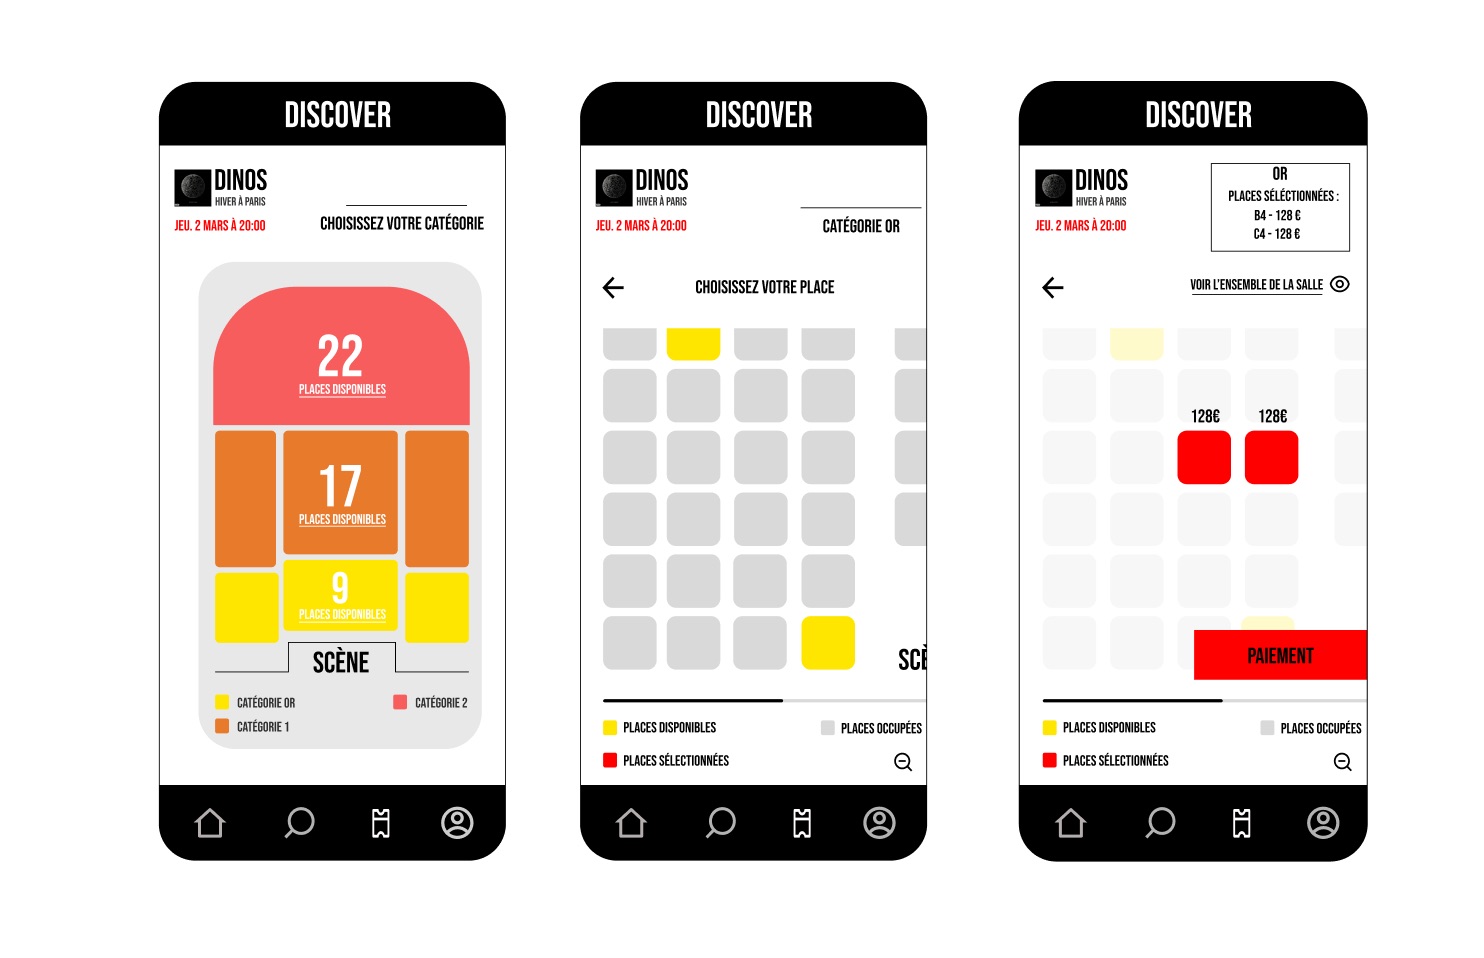 DISCOVER
DINOS
HIVER À PARIS
JEU. 2 MARS À 20:00
CHOISISSEZ VOTRE CATÉGORIE
22
PLACES DISPONIBLES
17
PLACES DISPONIBLES
9
PLACES DISPONIBLES
SCÈNE
CATÉGORIE OR
CATÉGORIE 2
CATÉGORIE 1
DISCOVER
DINOS
HIVER À PARIS
JEU. 2 MARS À 20:00
CATÉGORIE OR
CHOISISSEZ VOTRE PLACE
SCÈ
PLACES DISPONIBLES
PLACES OCCUPÉES
PLACES SÉLECTIONNÉES
DISCOVER
DINOS
HIVER À PARIS
JEU. 2 MARS À 20:00
OR
PLACES SÉLÉCTIONNÉES :
B4 - 128 €
C4 - 128 €
VOIR L'ENSEMBLE DE LA SALLE
128€ 128€
PAIEMENT
PLACES DISPONIBLES
PLACES OCCUPÉES
PLACES SÉLECTIONNÉES